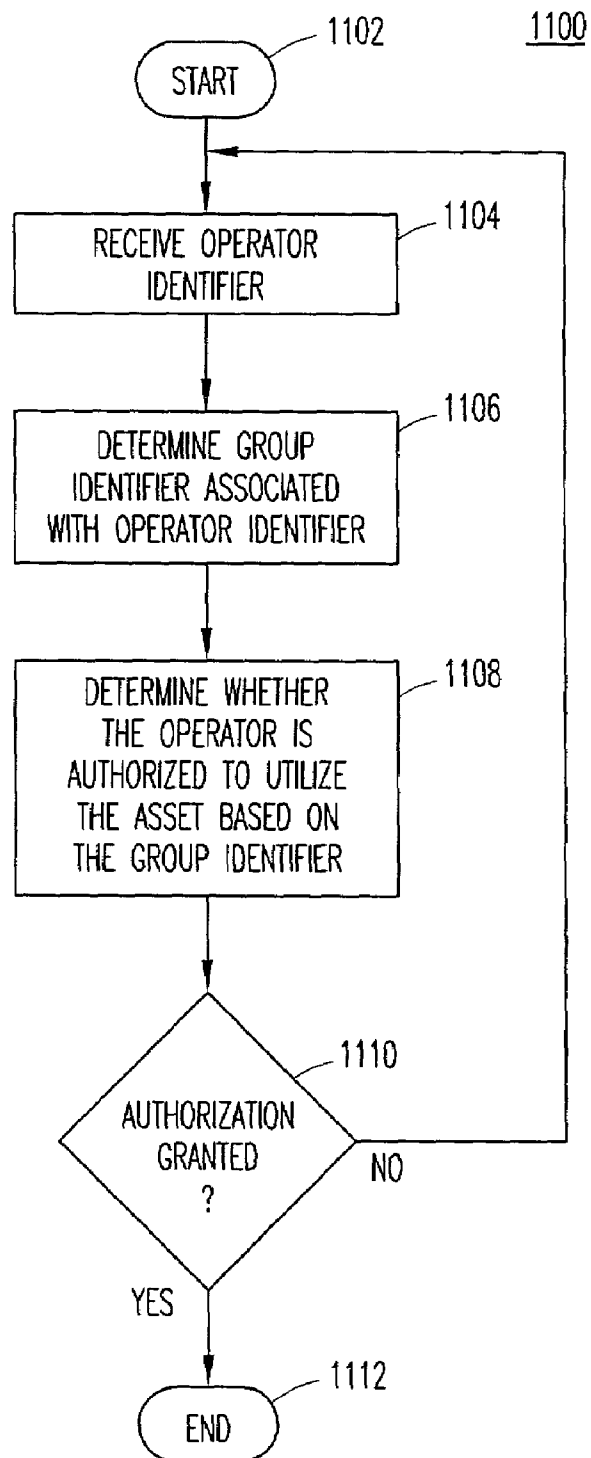 1102
1100
START
1104
RECEIVE OPERATOR
IDENTIFIER
1106
DETERMINE GROUP
IDENTIFIER ASSOCIATED
WITH OPERATOR IDENTIFIER
1108
DETERMINE WHETHER
THE OPERATOR IS
AUTHORIZED TO UTILIZE
THE ASSET BASED ON
THE GROUP IDENTIFIER
1110
AUTHORIZATION
GRANTED
?
NO
YES
1112
END